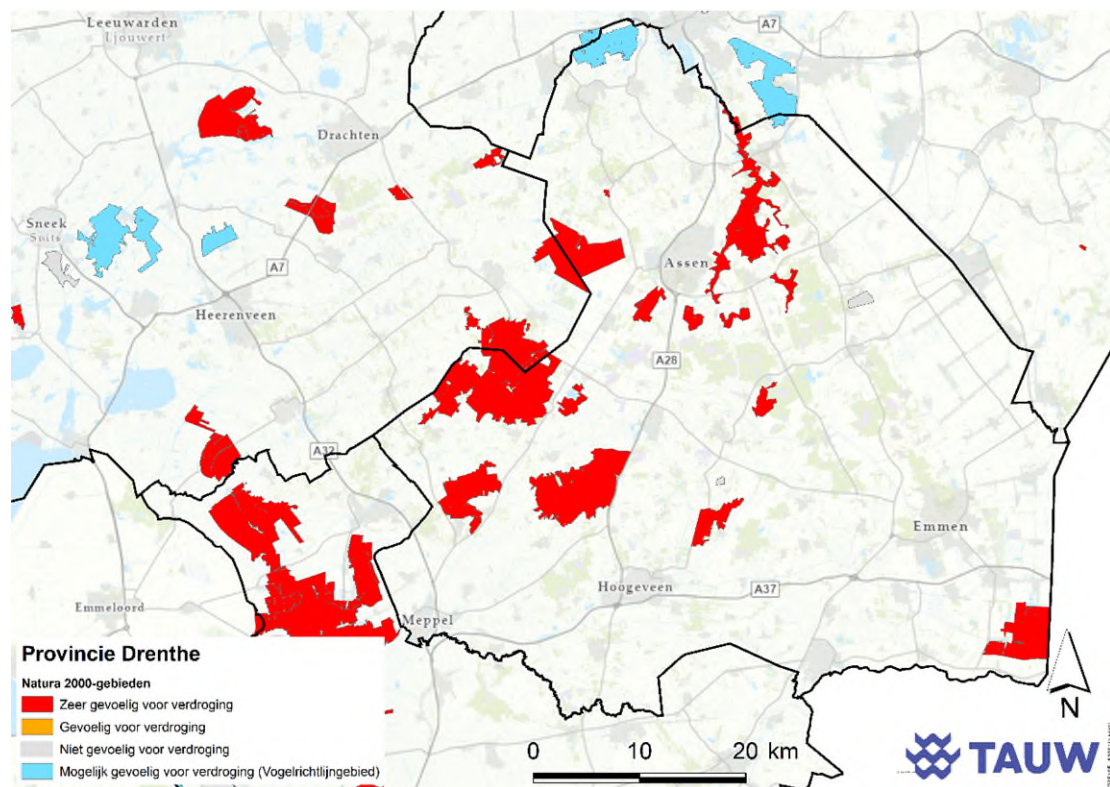 Leeuwarden
Ljouwert
A7
Drachten
Sneek
Snits
A7
Assen
Heerenveen
A28
A32
Emmen
Hoogeveen
A37
Emmeloord
Meppel
Provincie Drenthe
Natura 2000-gebieden
Zeer gevoelig voor verdroging
Gevoelig voor verdroging
Niet gevoelig voor verdroging
Mogelijk gevoelig voor verdroging (Vogelrichtlijngebied)
0 10 20 km
N
TAUW